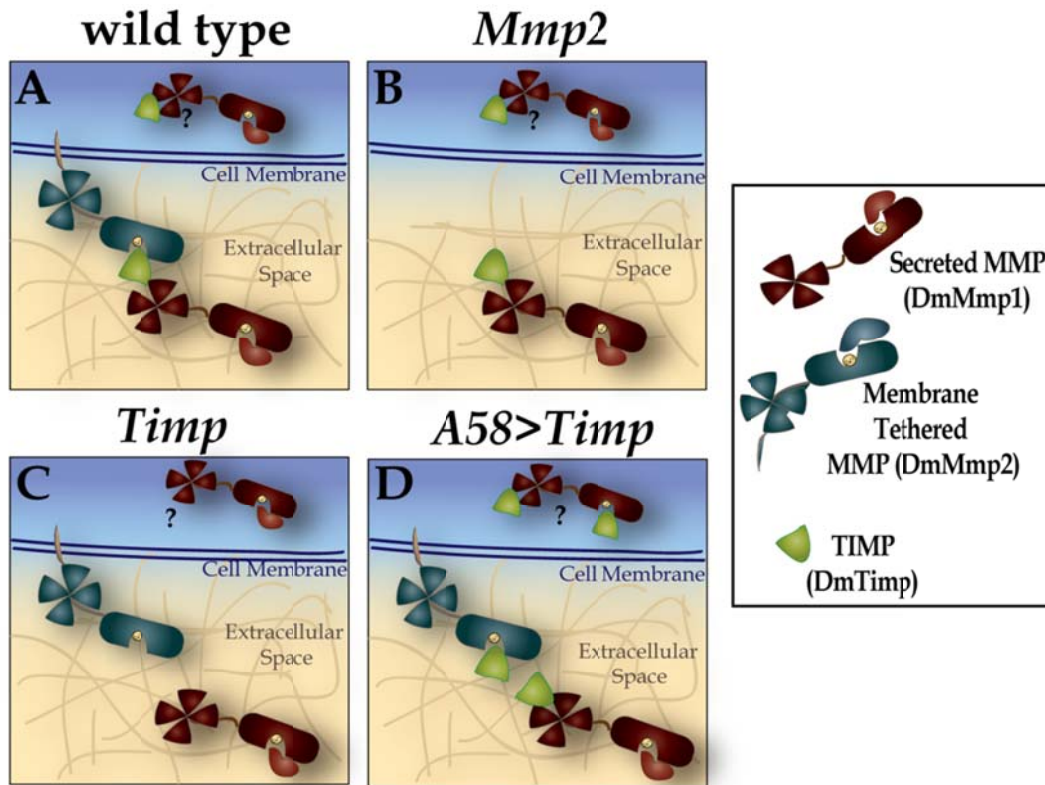 wild type
Mmp2
A
?
Cell Membrane
Extracellular
Space
B
?
Cell Membrane
Extracellular
Space
Timp
A58>Timp
C
?
Cell Membrane
Extracellular
Space
D
?
Cell Membrane
Extracellular
Space
Secreted MMP
(DmMmp1)
Membrane
Tethered
MMP (DmMmp2)
TIMP
(DmTimp)